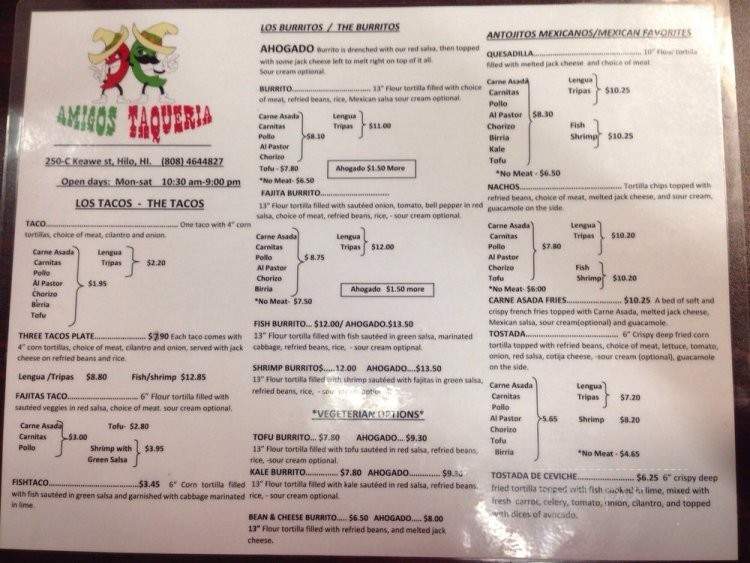 AMIGOS TAQUERIA
250-C Keawe st, Hilo, HI. (808) 4644827
Open days: Mon-sat 10:30 am-9:00 pm
LOS TACOS - THE TACOS
TACO.......................................................... One taco with 4" corn
tortillas, choice of meat, cilantro and onion.
Carne Asada
Carnitas
Pollo
Al Pastor
Chorizo
Birria
Tofu
$1.95
Lengua
Tripas
$2.20
THREE TACOS PLATE.................. $7.90 Each taco comes with
4" corn tortillas, choice of meat, cilantro and onion, served with jack
cheese on refried beans and rice.
Lengua /Tripas $8.80 Fish/shrimp $12.85
FAJITAS TACO........................... 6" Flour tortilla filled with
sautéed veggies in red salsa, choice of meat. sour cream optional.
Carne Asada
Carnitas
Pollo
$3.00
Tofu- $2.80
Shrimp with
Green Salsa
$3.95
FISHTACO....................................$3.45 6" Corn tortilla filled
with fish sautéed in green salsa and garnished with cabbage marinated
in lime.
LOS BURRITOS / THE BURRITOS
AHOGADO Burrito is drenched with our red salsa, then topped
with some jack cheese left to melt right on top of it all.
Sour cream optional.
BURRITO.................................. 13" Flour tortilla filled with choice
of meat, refried beans, rice, Mexican salsa sour cream optional.
Carne Asada
Carnitas
Pollo
Al Pastor
Chorizo
$8.10
Tofu - $7.80
*No Meat- $6.50
Lengua
Tripas
$11.00
Ahogado $1.50 More
FAJITA BURRITO..............................
13" Flour tortilla filled with sautéed onion, tomato, bell pepper in red
salsa, choice of meat, refried beans, rice, - sour cream optional.
Carne Asada
Carnitas
Pollo
Al Pastor
Chorizo
Birria
$ 8.75
*No Meat- $7.50
Lengua
Tripas
$12.00
Ahogado $1.50 more
FISH BURRITO... $12.00/ AHOGADO.$13.50
13" Flour tortilla filled with fish sautéed in green salsa, marinated
cabbage, refried beans, rice, - sour cream optional.
SHRIMP BURRITO$.....12.00 AHOGADO....$13.50
13" Flour tortilla filled with shrimp sautéed with fajitas in green salsa,
refried beans, rice, - sour cream option
*VEGETERIAN OPTIONS*
TOFU BURRITO... $7.80 AHOGADO... $9.30
13" Flour tortilla filled with tofu sautéed in red salsa, refried beans,
rice, -sour cream optional.
KALE BURRITO.......... $7.80 AHOGADO...............
13" Flour tortilla filled with kale sautéed in red salsa, refried beans,
rice, - sour cream optional.
BEAN & CHEESE BURRITO..... $6.50 AHOGADO..... $8.00
13" Flour tortilla filled with refried beans, and melted jack
cheese.
ANTOJITOS MEXICANOS/MEXICAN FAVORITES
QUESADILLA........................................ 10" Flour tortilla
filled with melted jack cheese and choice of meat.
Carne Asada
Carnitas
Pollo
Al Pastor
Chorizo
Birria
Kale
Tofu
$8.30
*No Meat - $6.50
Lengua
Tripas
$10.25
Fish
Shrimp
$10.25
NACHOS........................................Tortilla chips topped with
refried beans, choice of meat, melted jack cheese, and sour cream,
guacamole on the side.
Carne Asada
Carnitas
Pollo
Al Pastor
Chorizo
Tofu
$7.80
*No Meat- $6:00
Lengua
Tripas
$10.20
Fish
Shrimp
$10.20
CARNE ASADA FRIES.................$10.25 A bed of soft and
crispy french fries topped with Carne Asada, melted jack cheese,
Mexican salsa, sour cream(optional) and guacamole.
TOSTADA.................................... 6" Crispy deep fried corn
tortilla topped with refried beans, choice of meat, lettuce, tomato,
onion, red salsa, cotija cheese, -sour cream (optional), guacamole
on the side.
Carne Asada
Carnitas
Pollo
Al Pastor
Chorizo
Tofu
Birria
5.65
Lengua
Tripas
$7.20
Shrimp $8.20
*No Meat - $4.65
TOSTADA DE CEVICHE................. $6.25 6" crispy deep
fried tortilla topped with fish cooked in lime, mixed with
fresh carrot, celery, tomato, onion, cilantro, and topped
with dices of avocado.